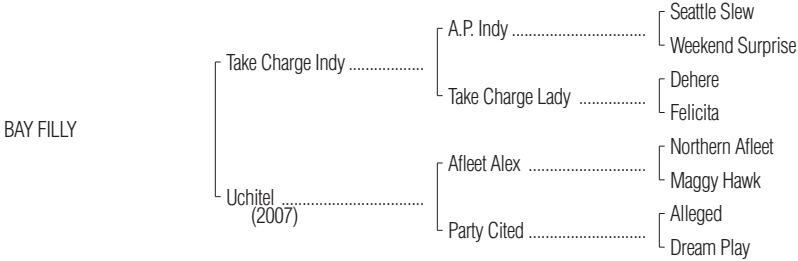 Seattle Slew
A.P. Indy ................................
Weekend Surprise
Take Charge Indy ..................
Dehere
Take Charge Lady ................
Felicita
BAY FILLY
Northern Afleet
Afleet Alex ............................
Maggy Hawk
Uchitel ..................................
(2007)
Alleged
Party Cited ............................
Dream Play